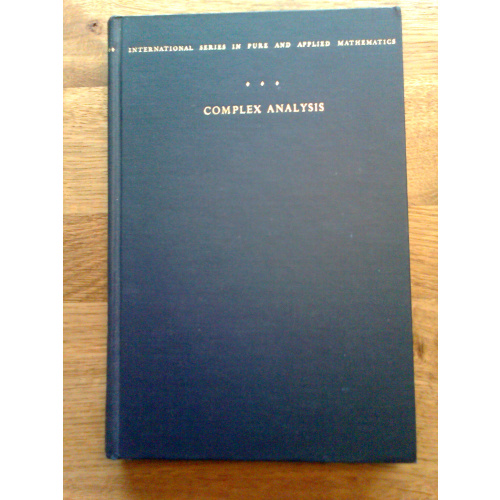 INTERNATIONAL SERIES IN PURE AND APPLIED MATHEMATICS
COMPLEX ANALYSIS